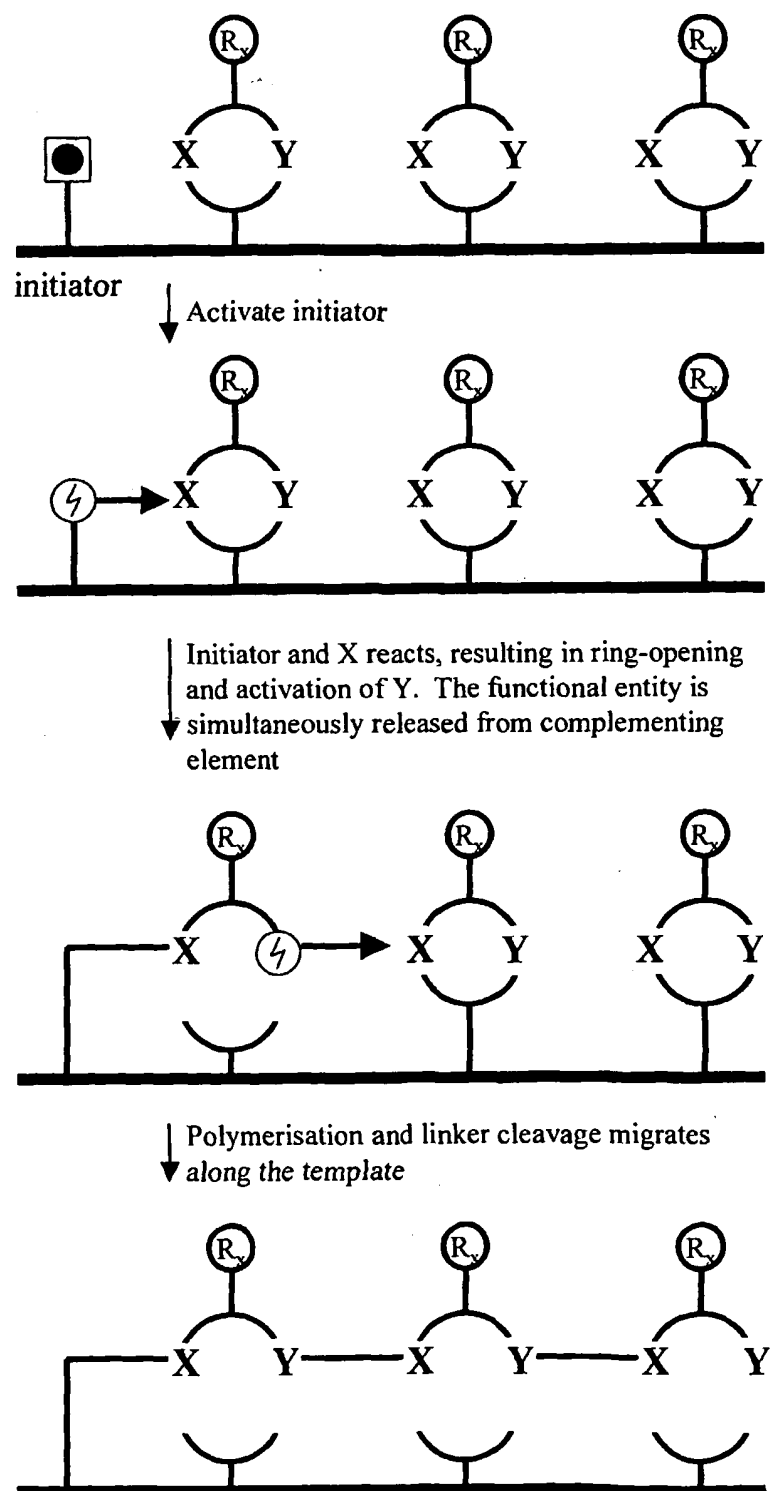 Rx Rx Rx
X Y X Y X Y
initiator
Activate initiator
Rx Rx Rx
X Y X Y X Y
Initiator and X reacts, resulting in ring-opening
and activation of Y. The functional entity is
simultaneously released from complementing
element
Rx Rx Rx
X X Y X Y
Polymerisation and linker cleavage migrates
along the template
Rx Rx Rx
X Y X Y X Y